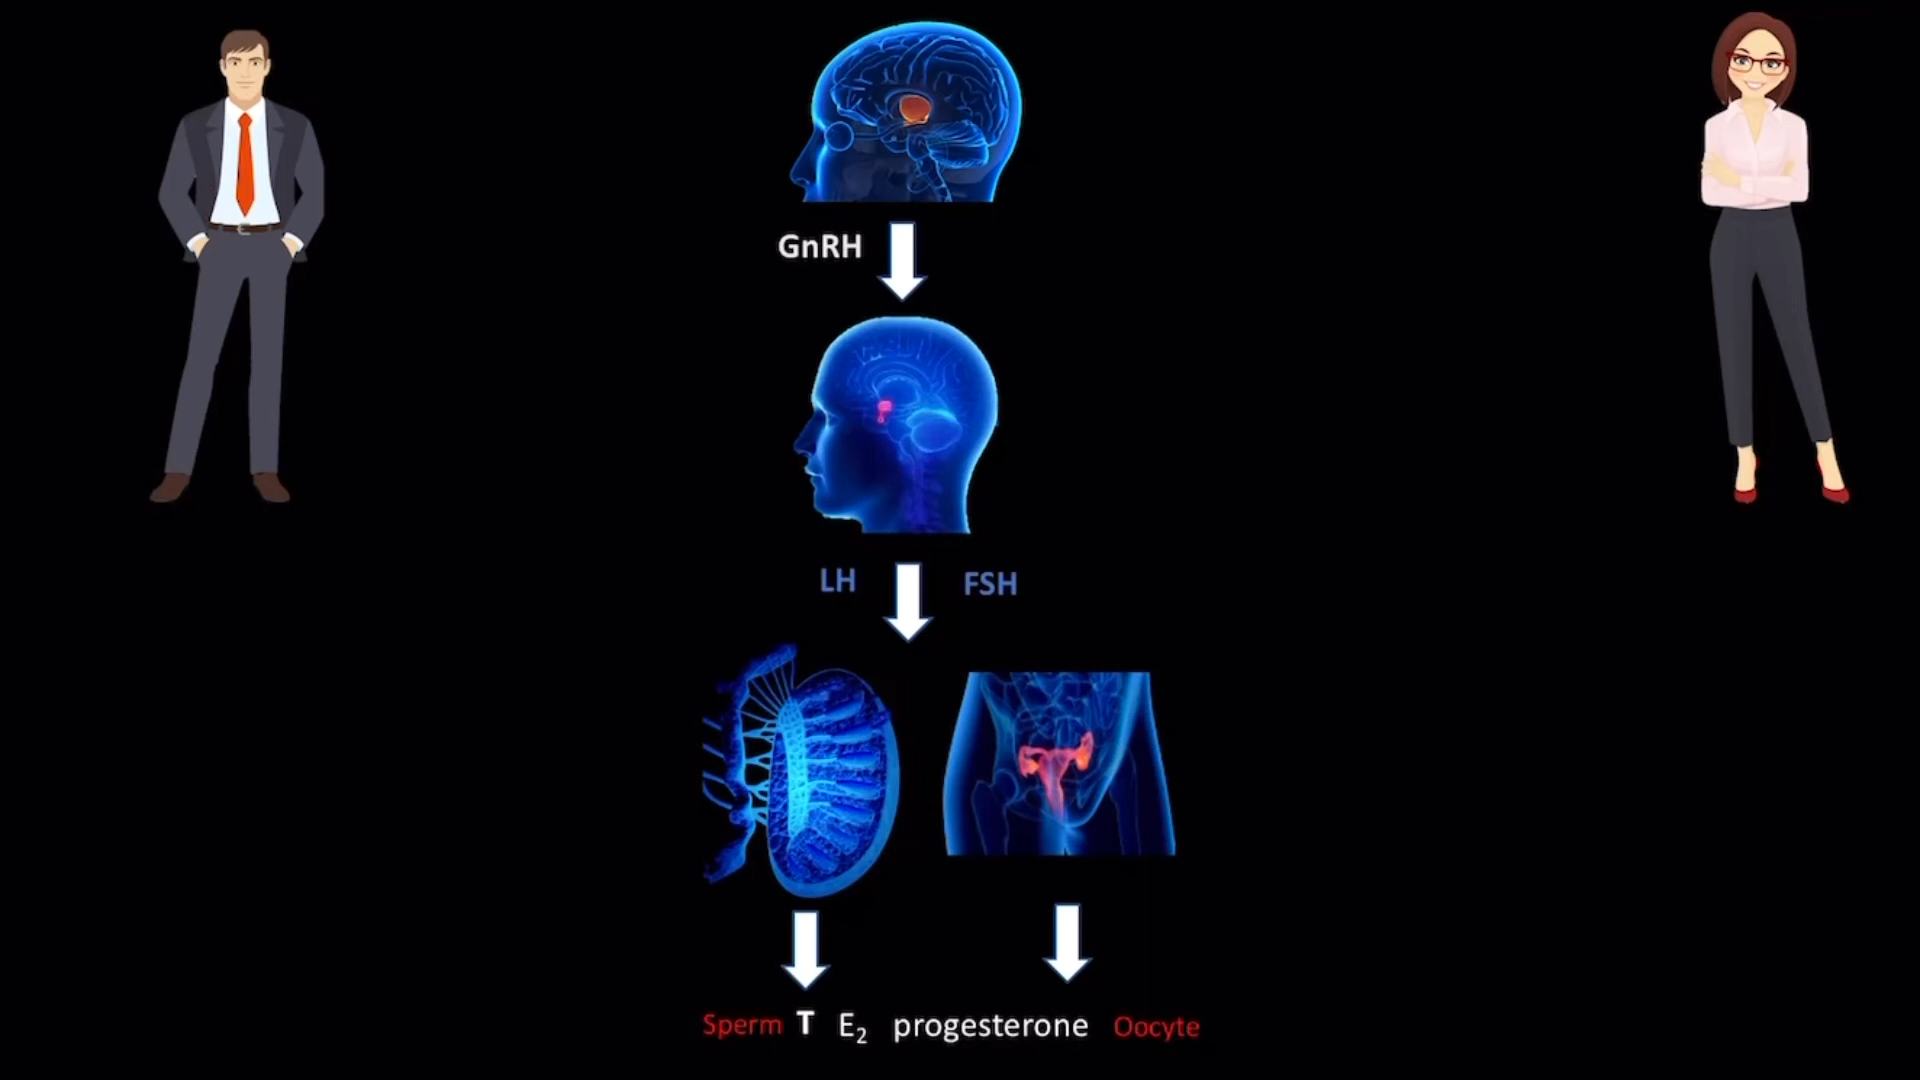 GnRH
LH FSH
Sperm T E₂ progesterone Oocyte